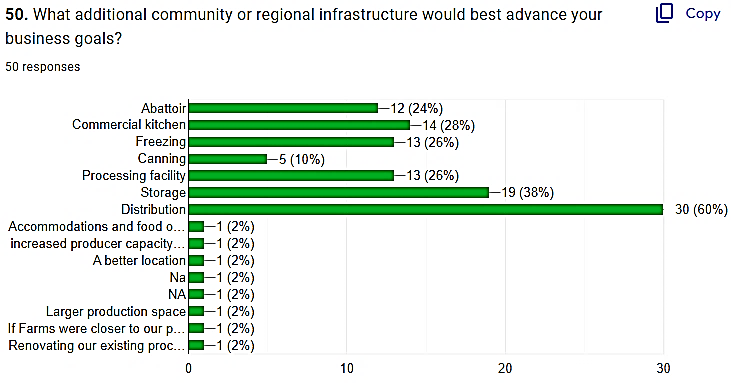 50. What additional community or regional infrastructure would best advance your
business goals?
Copy
50 responses
Abattoir 12 (24%)
Commercial kitchen 14 (28%)
Freezing 13 (26%)
Canning 5 (10%)
Processing facility 13 (26%)
Storage 19 (38%)
Distribution 30 (60%)
Accommodations and food o... 1 (2%)
increased producer capacity... 1 (2%)
A better location 1 (2%)
Na 1 (2%)
NA 1 (2%)
Larger production space 1 (2%)
If Farms were closer to our p... 1 (2%)
Renovating our existing proc... 1 (2%)
0 10 20 30